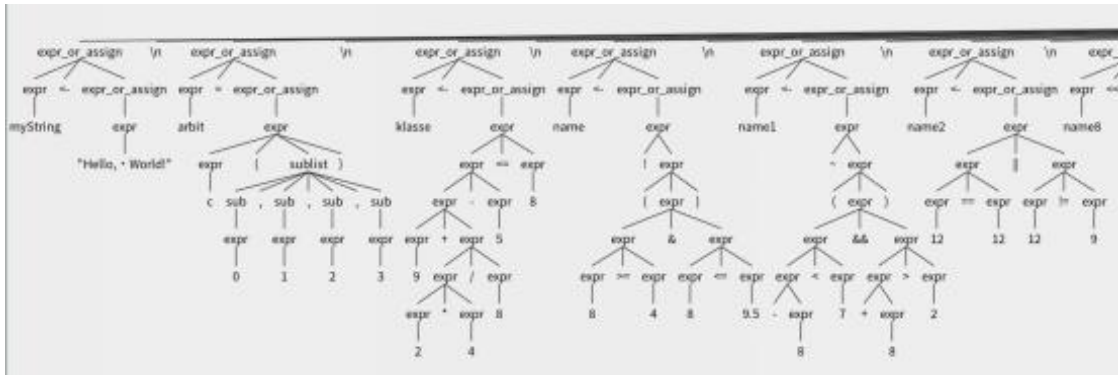 expr_or_assign \n expr_or_assign \n expr_or_assign \n expr_or_assign \n expr_or_assign \n expr_or_assign \n expr_
expr <- expr_or_assign expr = expr_or_assign expr <- expr_or_assign expr <- expr_or_assign expr <- expr_or_assign expr <- expr_or_assign expr <<
myString expr arbit expr klasse expr name expr name1 expr name2 expr name8
"Hello, · World!" expr ( sublist ) expr <= expr ! expr ~ expr expr || expr
c sub , sub , sub , sub expr - expr 8 ( expr ) ( expr ) expr == expr expr != expr
expr expr expr expr expr + expr 5 expr & expr expr && expr 12 12 12 9
0 1 2 3 9 expr / expr expr >= expr expr <= expr expr < expr expr > expr
expr * expr 8 8 4 8 9.5 - expr 7 + expr 2
2 4 8 8